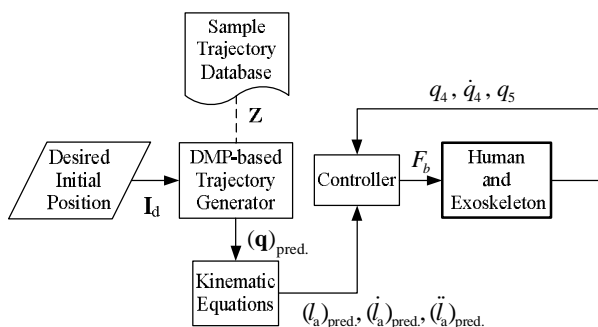 Sample
Trajectory
Database
Z
Desired
Initial
Position
I_d
DMP-based
Trajectory
Generator
(q)_pred.
Kinematic
Equations
(l_a)_pred., (l̇_a)_pred., (l̈_a)_pred.
Controller
F_b
Human
and
Exoskeleton
q_4, q̇_4, q_5